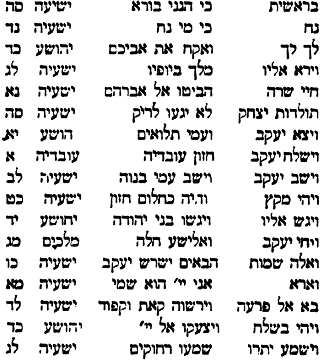 בראשית כי הנני בורא ישעיה סה
נח כי מי נח ישעיה נד
לך לך ואקח את אביכם יהושע כד
וירא אליו מלך ביופיו ישעיה לג
חיי שרה הביטו אל אברהם ישעיה נא
תולדות יצחק לא יגעו לריק ישעיה סה
ויצא יעקב ועמי תלואים הושע יא
וישלח יעקב חזון עובדיה עובדיה א
וישב יעקב וישב עמי בנוה ישעיה לב
ויהי מקץ והיה כחלום חזון ישעיה כט
ויגש אליו ויגשו בני יהודה יהושע יד
ויחי יעקב ואלישע חלה מלכים מג
ואלה שמות הבאים ישרש יעקב ישעיה כו
וארא אני יי׳ הוא שמי ישעיה מא
בא אל פרעה וירשוה קאת וקפוד ישעיה לד
ויהי בשלח ויצעקו אל יי׳ יהושע כד
וישמע יתרו שמעו רחוקים ישעיה לג